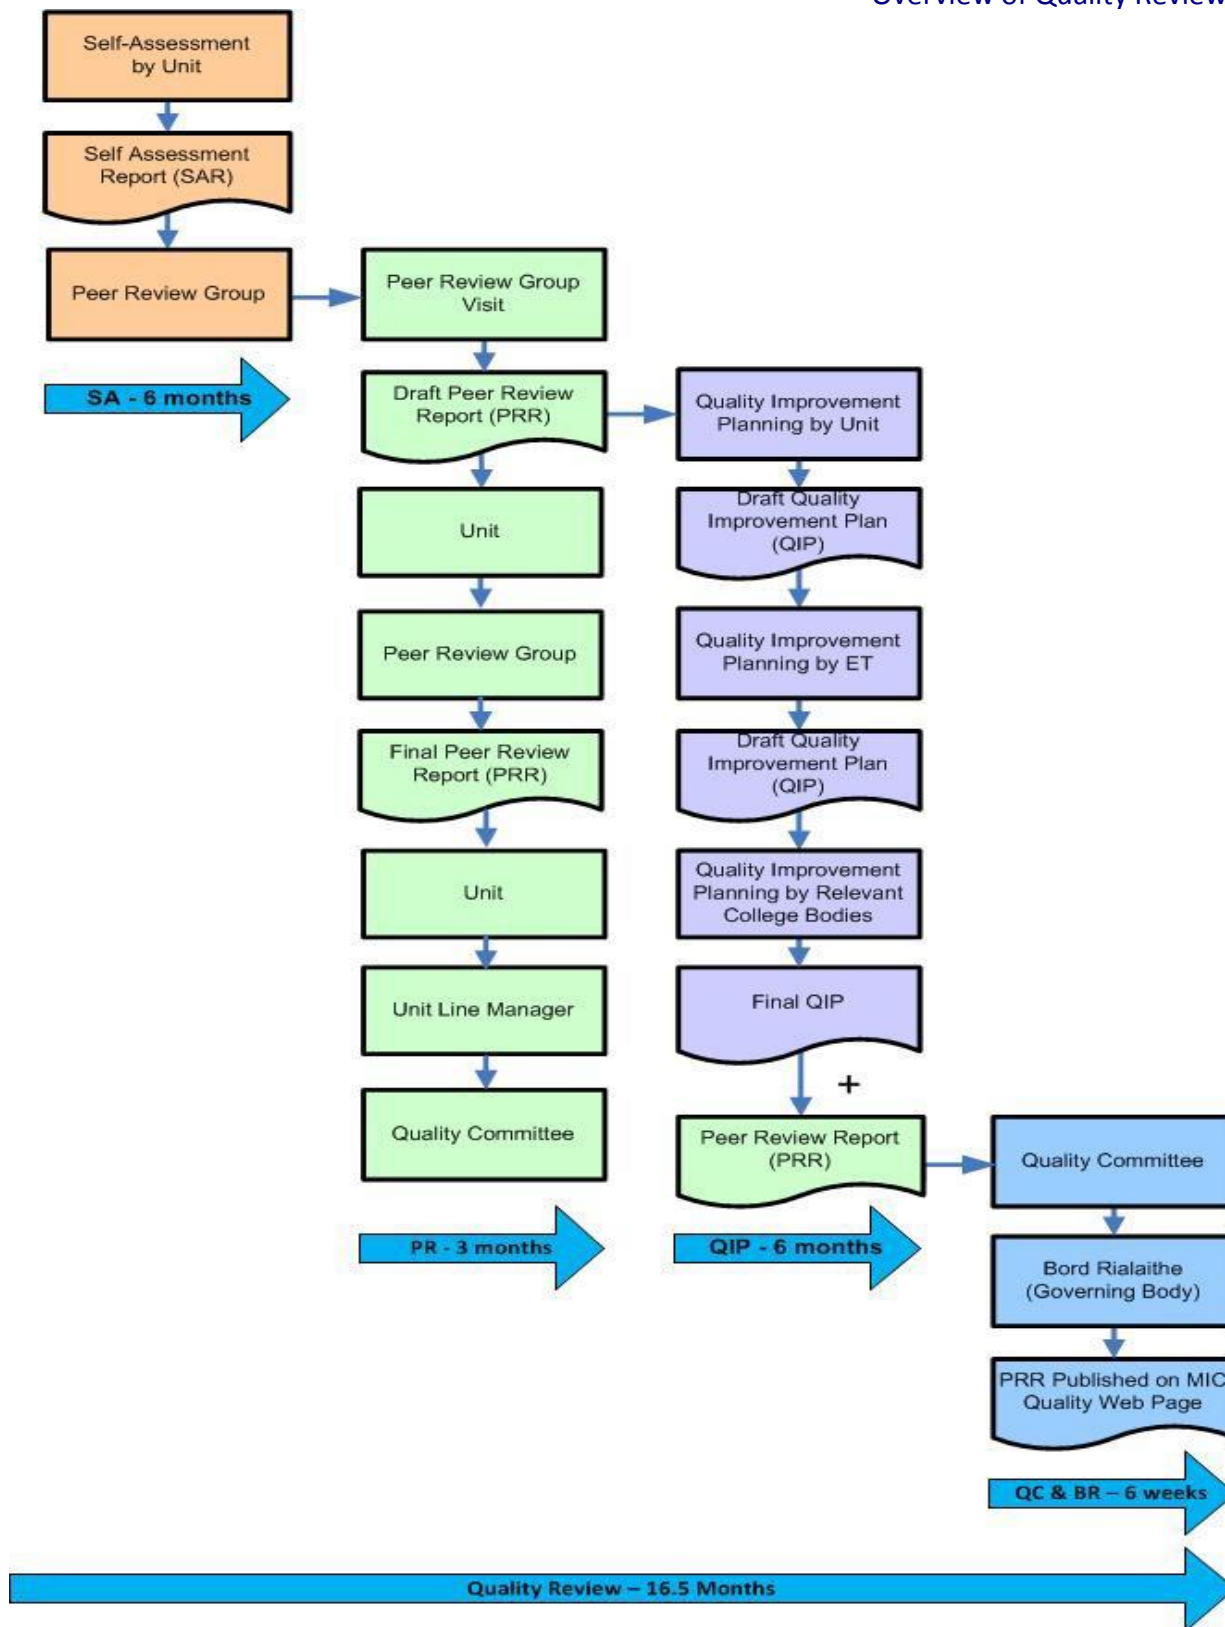 Overview of Quality Review
Self-Assessment
by Unit
Self Assessment
Report (SAR)
Peer Review Group
SA - 6 months
Peer Review Group
Visit
Draft Peer Review
Report (PRR)
Unit
Peer Review Group
Final Peer Review
Report (PRR)
Unit
Unit Line Manager
Quality Committee
PR - 3 months
Quality Improvement
Planning by Unit
Draft Quality
Improvement Plan
(QIP)
Quality Improvement
Planning by ET
Draft Quality
Improvement Plan
(QIP)
Quality Improvement
Planning by Relevant
College Bodies
Final QIP
+
Peer Review Report
(PRR)
QIP - 6 months
Quality Committee
Bord Rialaithe
(Governing Body)
PRR Published on MIC
Quality Web Page
QC & BR – 6 weeks
Quality Review – 16.5 Months